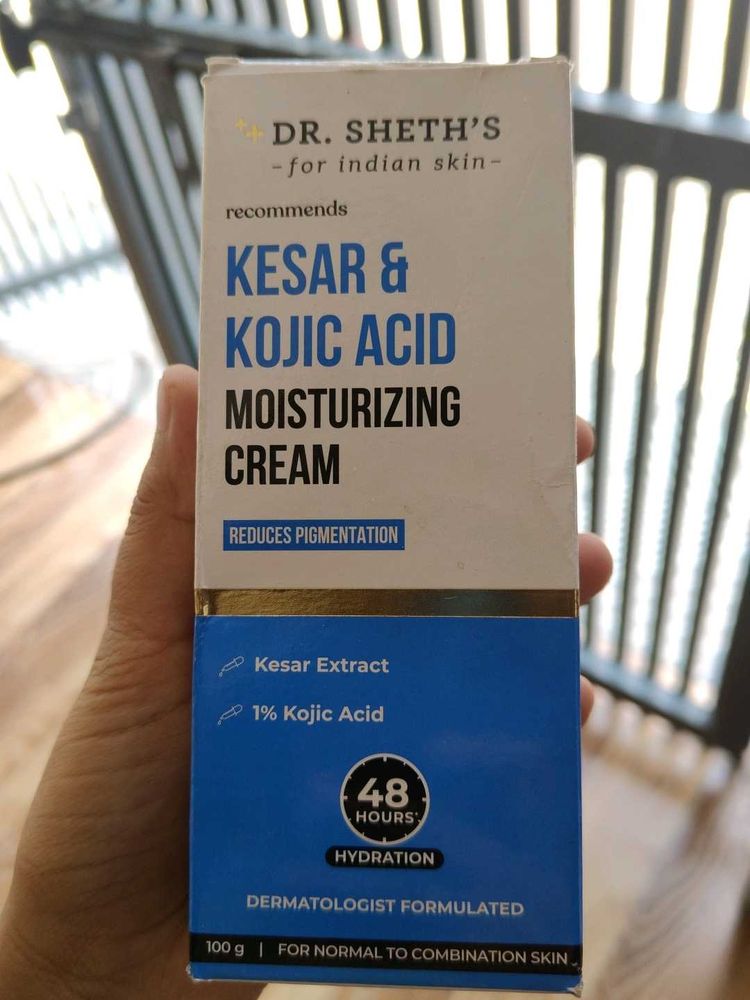 DR. SHETH'S
-for indian skin-
recommends
KESAR &
KOJIC ACID
MOISTURIZING
CREAM
REDUCES PIGMENTATION
Kesar Extract
1% Kojic Acid
48
HOURS*
HYDRATION
DERMATOLOGIST FORMULATED
100 g | FOR NORMAL TO COMBINATION SKIN